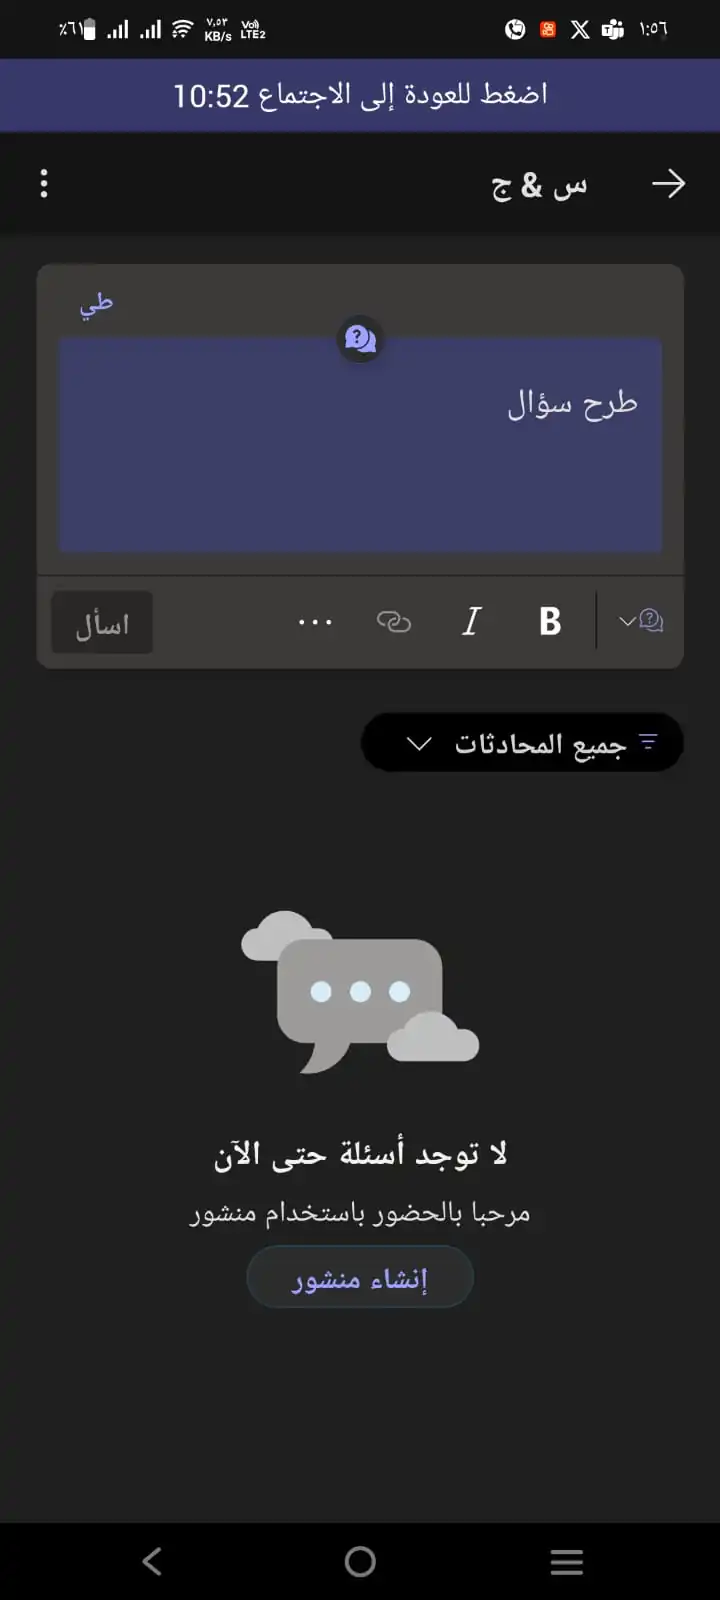 ٪٦١ ٧,٥٣ KB/s Vo) LTE2 ١:٥٦
اضغط للعودة إلى الاجتماع 10:52
س & ج
طي
طرح سؤال
B I ... اسأل
جميع المحادثات
لا توجد أسئلة حتى الآن
مرحبا بالحضور باستخدام منشور
إنشاء منشور